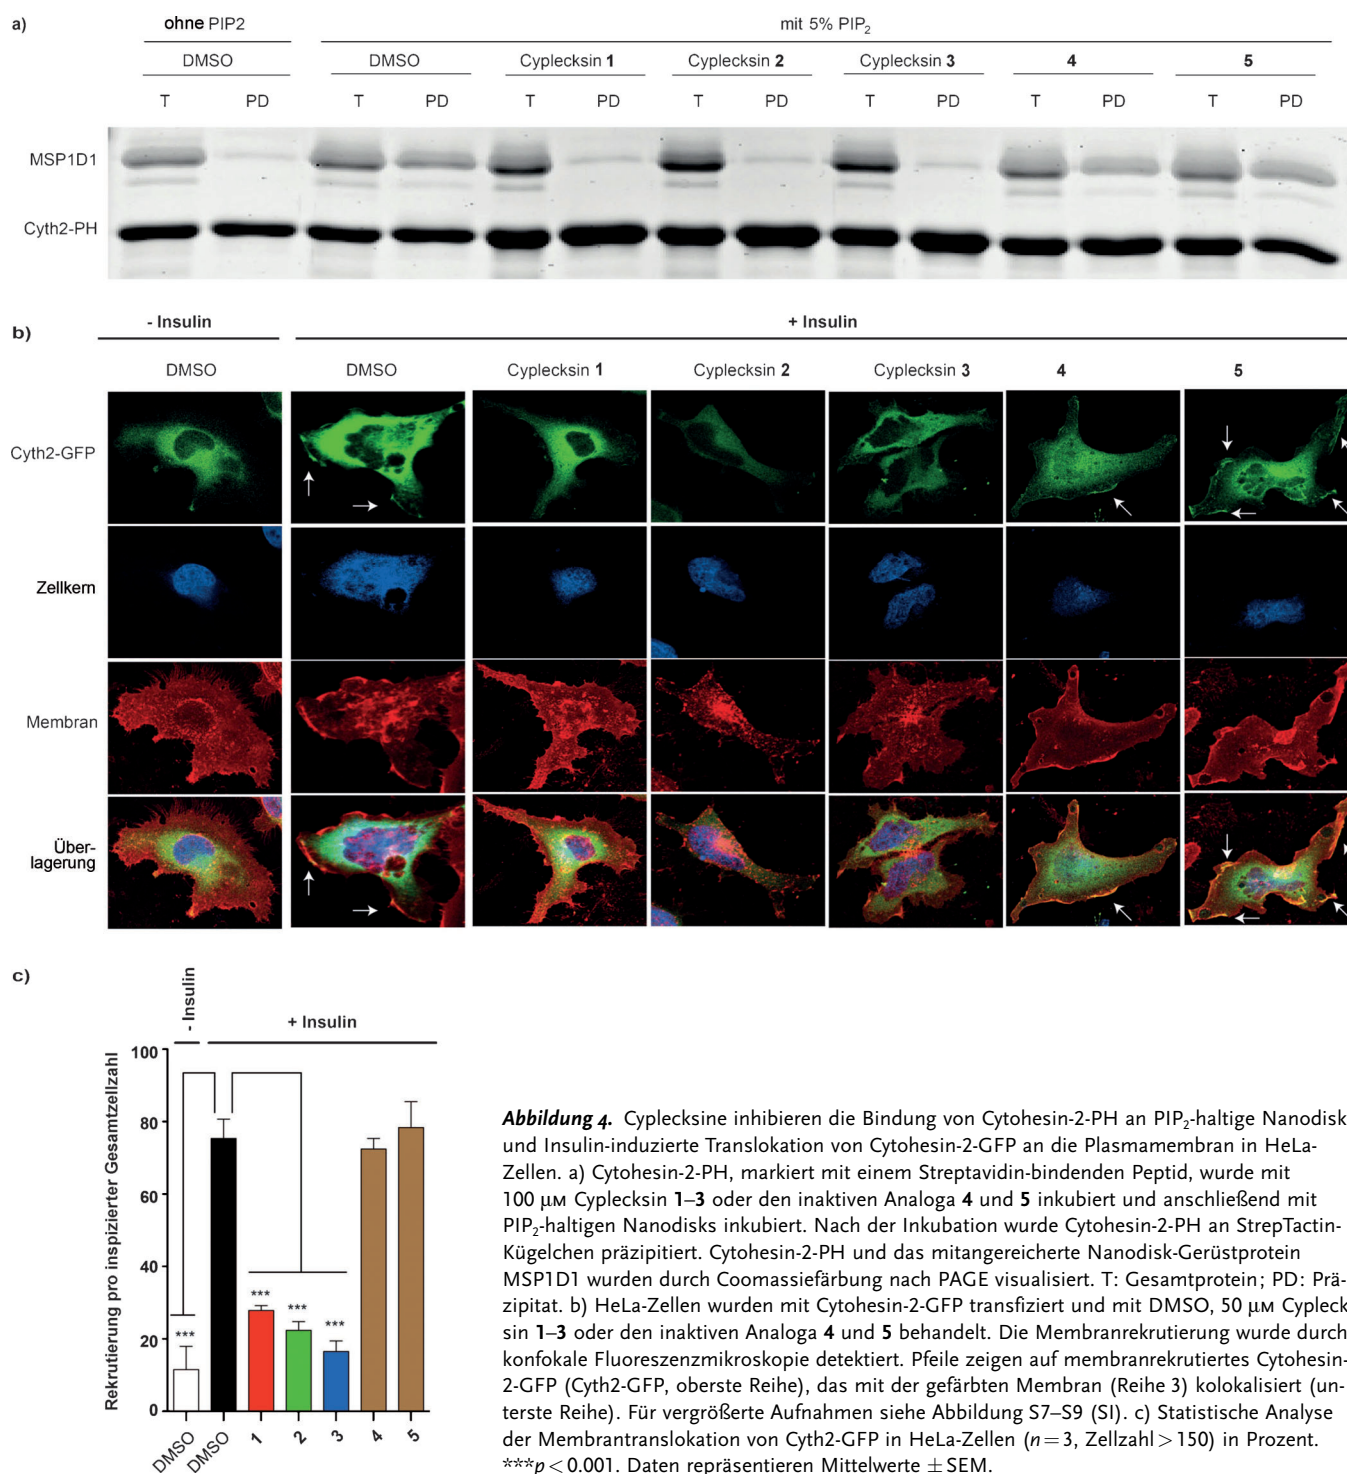 a)
ohne PIP2
mit 5% PIP₂
DMSO DMSO Cyplecksin 1 Cyplecksin 2 Cyplecksin 3 4 5
T PD T PD T PD T PD T PD T PD T PD
MSP1D1
Cyth2-PH
b)
- Insulin
+ Insulin
DMSO DMSO Cyplecksin 1 Cyplecksin 2 Cyplecksin 3 4 5
Cyth2-GFP
Zellkern
Membran
Über-
lagerung
c)
- Insulin
+ Insulin
Rekrutierung pro inspizierter Gesamtzellzahl
100
80
60
40
20
0
*** *** *** ***
DMSO DMSO 1 2 3 4 5
Abbildung 4. Cyplecksine inhibieren die Bindung von Cytohesin-2-PH an PIP₂-haltige Nanodisk
und Insulin-induzierte Translokation von Cytohesin-2-GFP an die Plasmamembran in HeLa-
Zellen. a) Cytohesin-2-PH, markiert mit einem Streptavidin-bindenden Peptid, wurde mit
100 μM Cyplecksin 1–3 oder den inaktiven Analoga 4 und 5 inkubiert und anschließend mit
PIP₂-haltigen Nanodisks inkubiert. Nach der Inkubation wurde Cytohesin-2-PH an StrepTactin-
Kügelchen präzipitiert. Cytohesin-2-PH und das mitangereicherte Nanodisk-Gerüstprotein
MSP1D1 wurden durch Coomassiefärbung nach PAGE visualisiert. T: Gesamtprotein; PD: Prä-
zipitat. b) HeLa-Zellen wurden mit Cytohesin-2-GFP transfiziert und mit DMSO, 50 μM Cypleck
sin 1–3 oder den inaktiven Analoga 4 und 5 behandelt. Die Membranrekrutierung wurde durch
konfokale Fluoreszenzmikroskopie detektiert. Pfeile zeigen auf membranrekrutiertes Cytohesin-
2-GFP (Cyth2-GFP, oberste Reihe), das mit der gefärbten Membran (Reihe 3) kolokalisiert (un-
terste Reihe). Für vergrößerte Aufnahmen siehe Abbildung S7–S9 (SI). c) Statistische Analyse
der Membrantranslokation von Cyth2-GFP in HeLa-Zellen (n=3, Zellzahl>150) in Prozent.
***p<0.001. Daten repräsentieren Mittelwerte ±SEM.